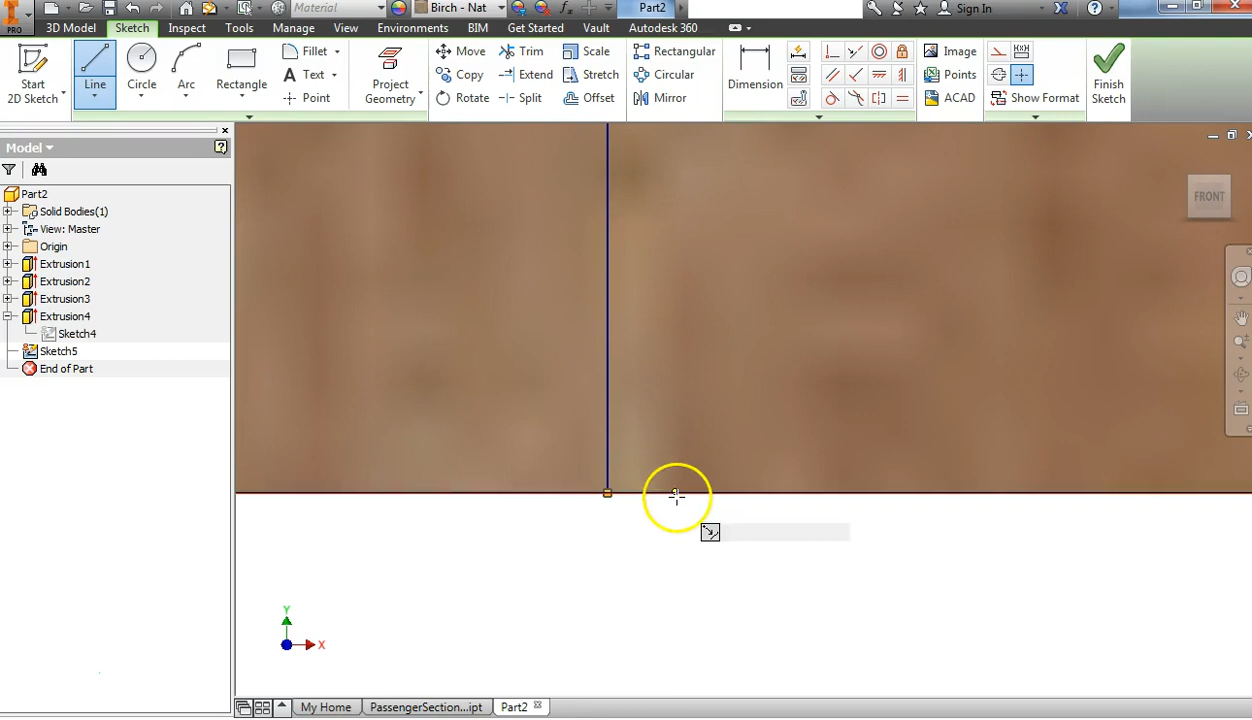 Material
Birch - Nat
fx
Part2
Sign In
PRO
3D Model
Sketch
Inspect
Tools
Manage
View
Environments
BIM
Get Started
Vault
Autodesk 360
Start
2D Sketch
Line
Circle
Arc
Rectangle
Fillet
Text
Point
Project
Geometry
Move
Copy
Rotate
Trim
Extend
Split
Scale
Stretch
Offset
Rectangular
Circular
Mirror
Dimension
Image
Points
ACAD
Show Format
Finish
Sketch
Model
Part2
Solid Bodies(1)
View: Master
Origin
Extrusion1
Extrusion2
Extrusion3
Extrusion4
Sketch4
Sketch5
End of Part
FRONT
Y
X
My Home
PassengerSection...ipt
Part2